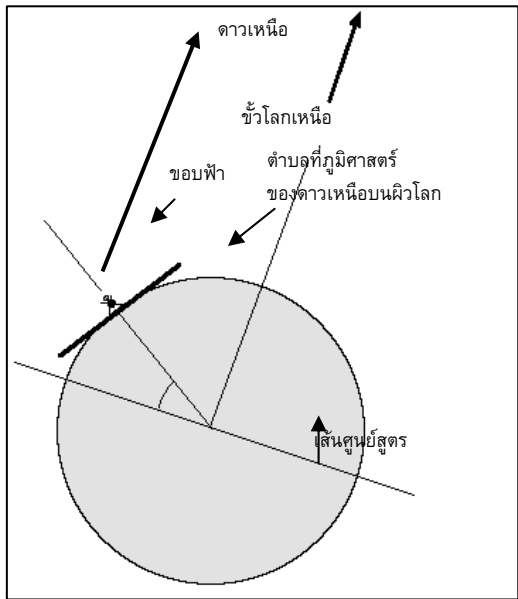 ดาวเหนือ
ขั้วโลกเหนือ
ตำบลที่ภูมิศาสตร์
ของดาวเหนือบนผิวโลก
ขอบฟ้า
เส้นศูนย์สูตร